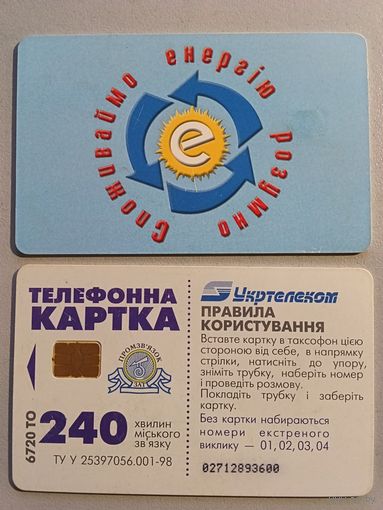 Споживаймо енергію розумно
е
ТЕЛЕФОННА
КАРТКА
ПРОМЗВ'ЯЗОК
ЗАТ
6720 ТО
240
хвилин
міського
зв'язку
ТУ У 25397056.001-98
Укртелеком
ПРАВИЛА
КОРИСТУВАННЯ
Вставте картку в таксофон цією
стороною від себе, в напрямку
стрілки, натисніть до упору,
зніміть трубку, наберіть номер
і проведіть розмову.
Покладіть трубку і заберіть
картку.
Без картки набираються
номери екстреного
виклику — 01, 02, 03, 04
02712893600